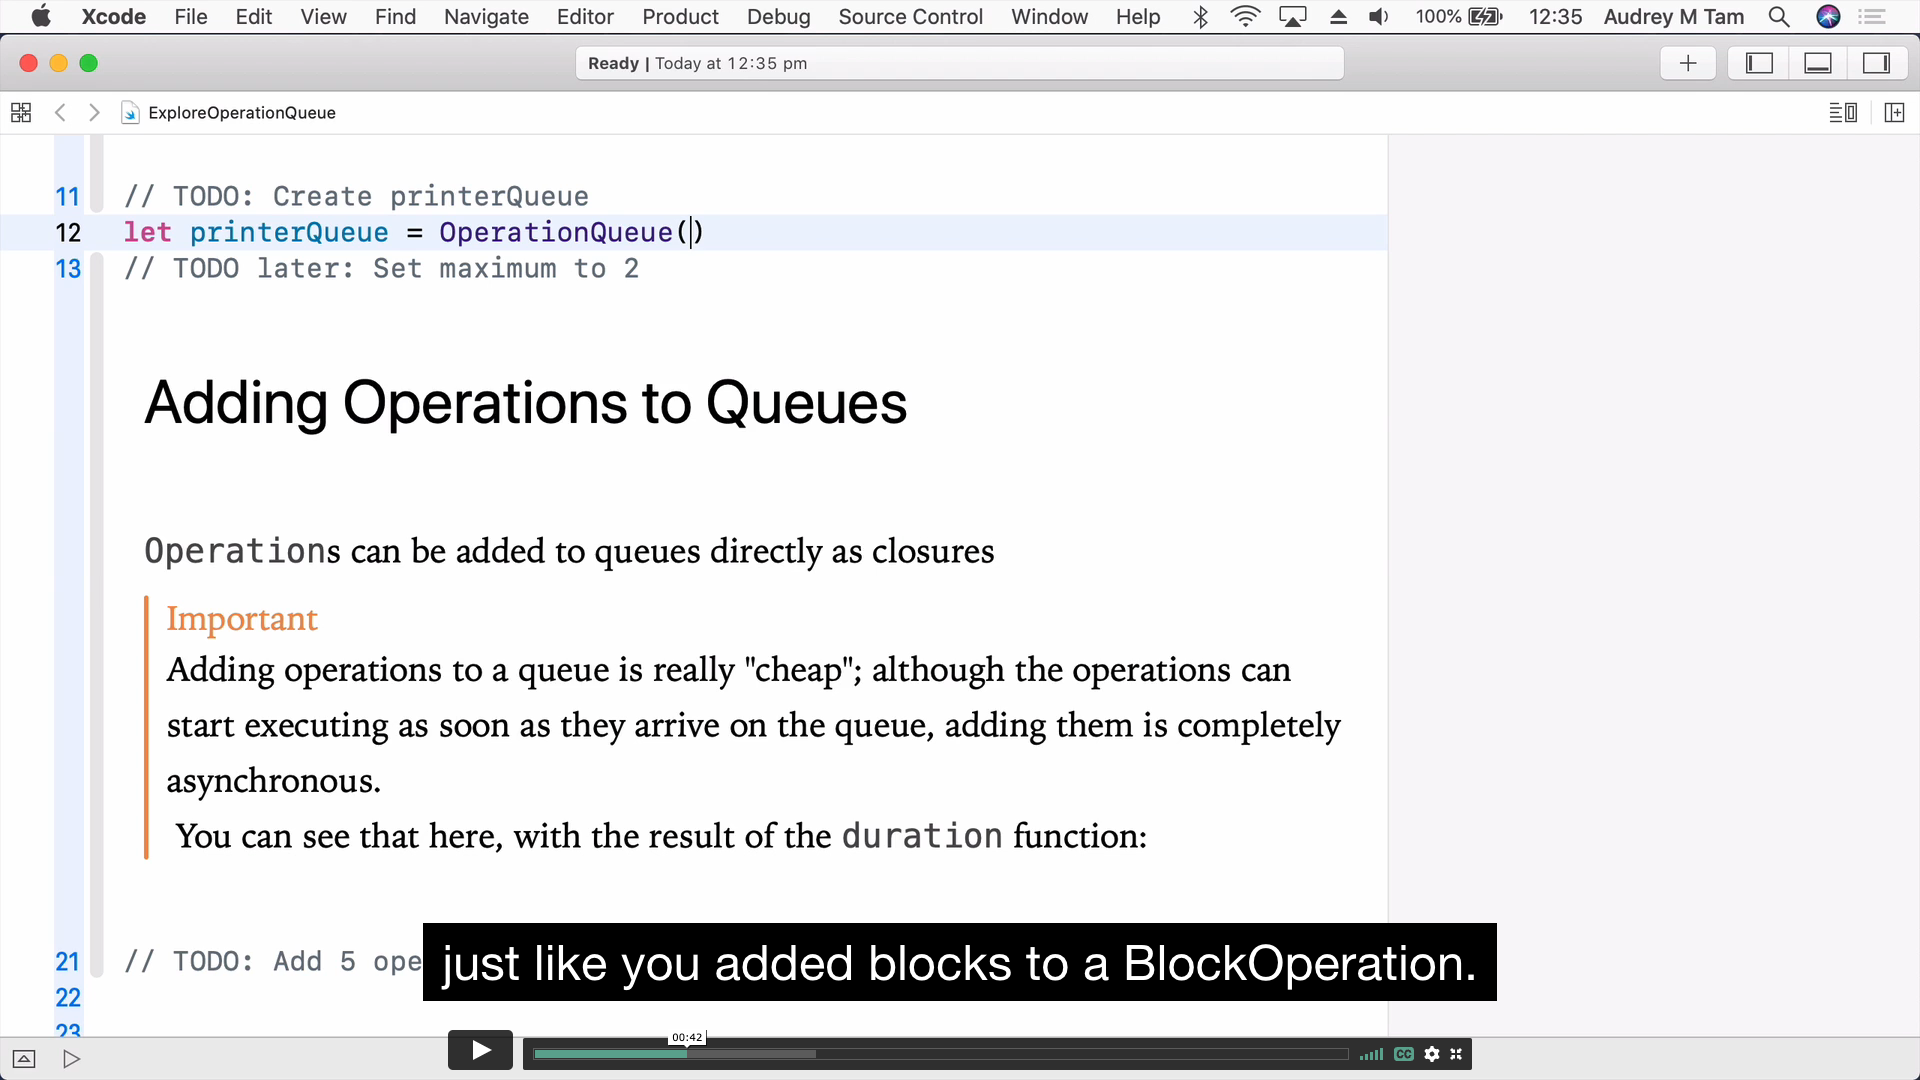 Xcode File Edit View Find Navigate Editor Product Debug Source Control Window Help 100% 12:35 Audrey M Tam
Ready | Today at 12:35 pm
ExploreOperationQueue
11 // TODO: Create printerQueue
12 let printerQueue = OperationQueue()
13 // TODO later: Set maximum to 2
Adding Operations to Queues
Operations can be added to queues directly as closures
Important
Adding operations to a queue is really "cheap"; although the operations can
start executing as soon as they arrive on the queue, adding them is completely
asynchronous.
You can see that here, with the result of the duration function:
21 // TODO: Add 5 ope
just like you added blocks to a BlockOperation.
22
23
00:42
CC